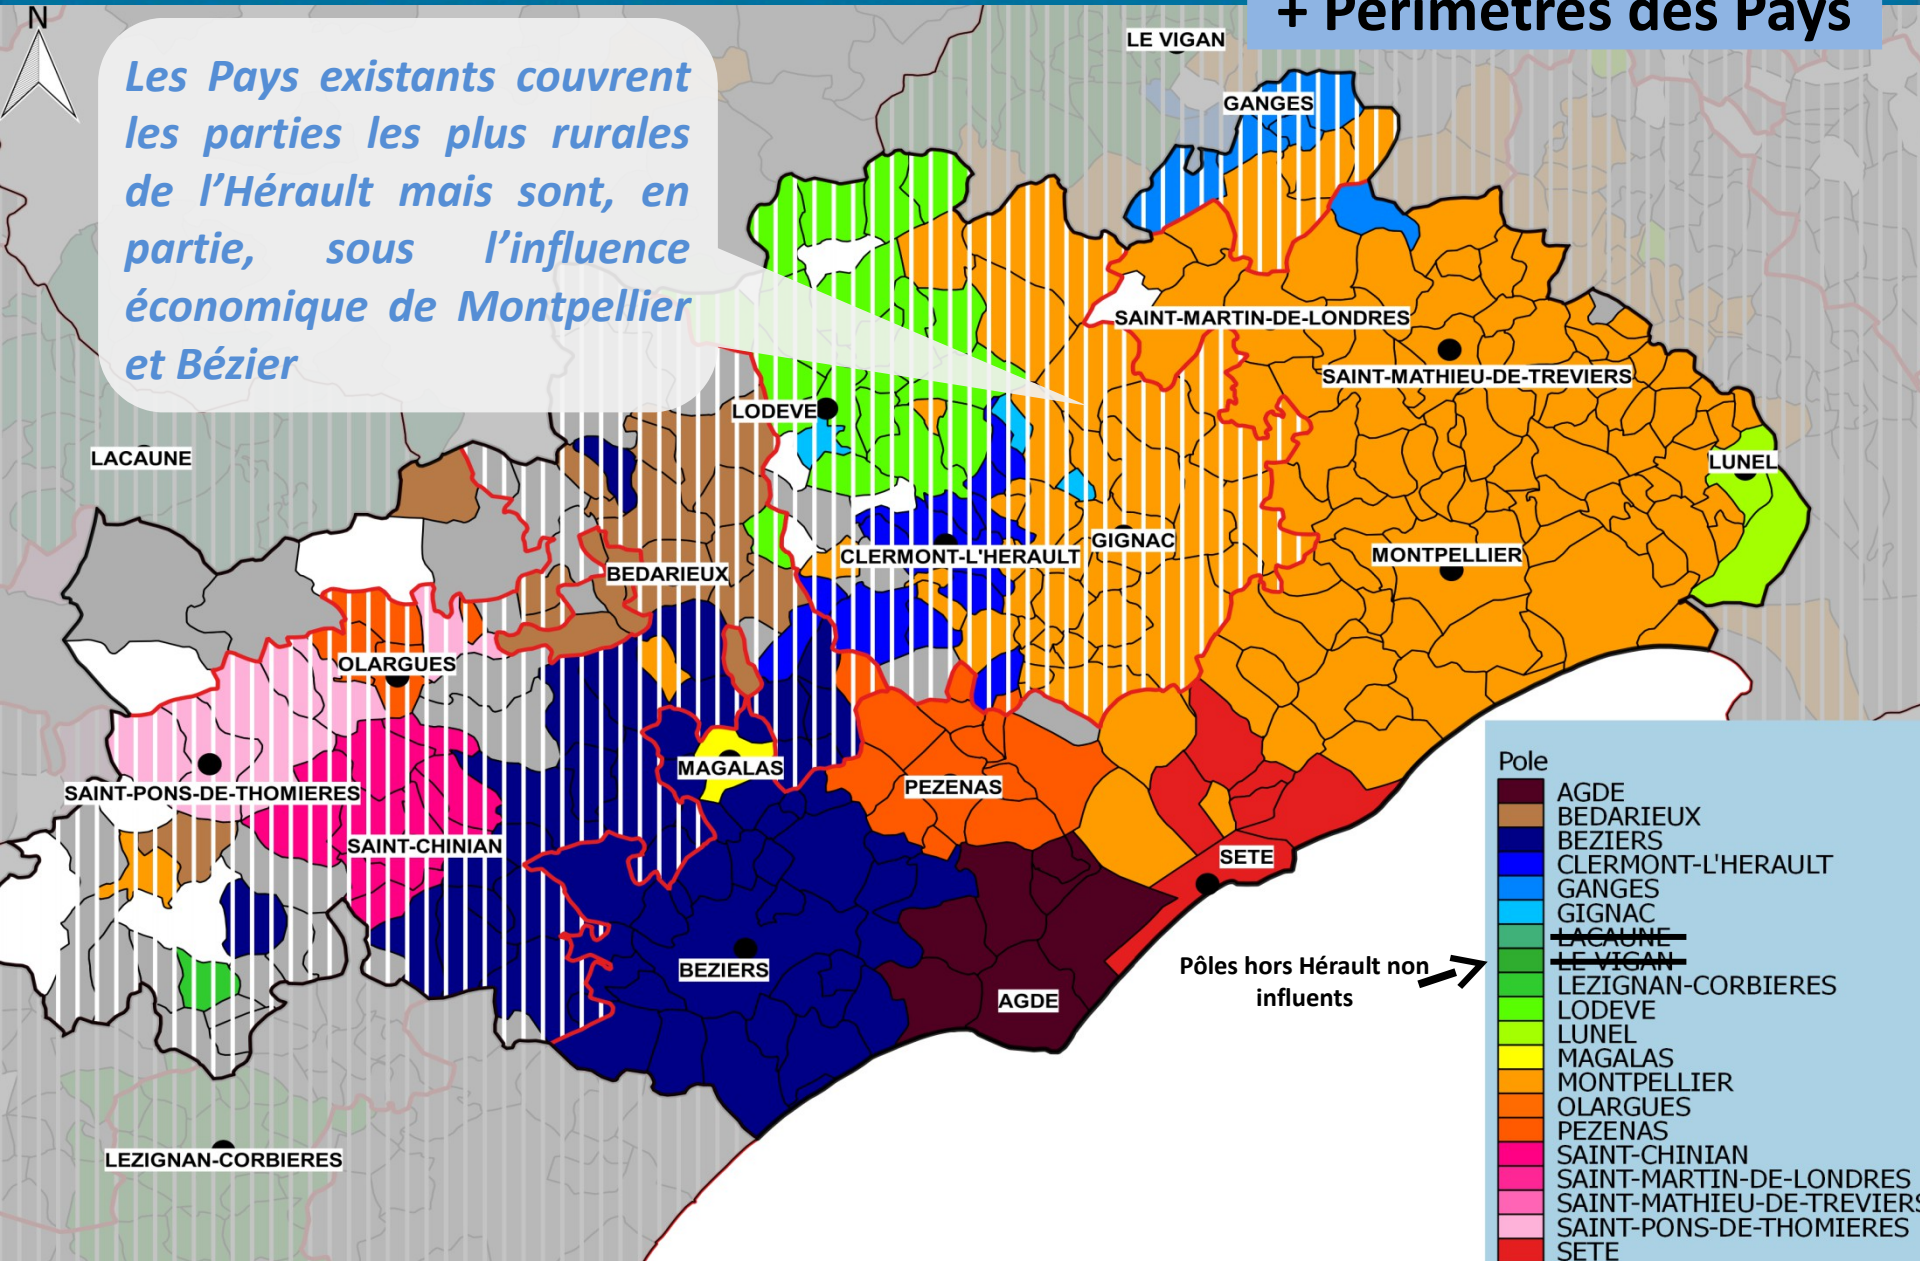 + Périmètres des Pays
N
Les Pays existants couvrent
les parties les plus rurales
de l'Hérault mais sont, en
partie, sous l'influence
économique de Montpellier
et Bézier
LE VIGAN
GANGES
SAINT-MARTIN-DE-LONDRES
SAINT-MATHIEU-DE-TREVIERS
LODEVE
LACAUNE
LUNEL
GIGNAC
CLERMONT-L'HERAULT
MONTPELLIER
BEDARIEUX
OLARGUES
MAGALAS
PEZENAS
SAINT-PONS-DE-THOMIERES
SAINT-CHINIAN
SETE
BEZIERS
AGDE
LEZIGNAN-CORBIERES
Pôles hors Hérault non
influents
Pole
AGDE
BEDARIEUX
BEZIERS
CLERMONT-L'HERAULT
GANGES
GIGNAC
LACAUNE
LE VIGAN
LEZIGNAN-CORBIERES
LODEVE
LUNEL
MAGALAS
MONTPELLIER
OLARGUES
PEZENAS
SAINT-CHINIAN
SAINT-MARTIN-DE-LONDRES
SAINT-MATHIEU-DE-TREVIERS
SAINT-PONS-DE-THOMIERES
SETE